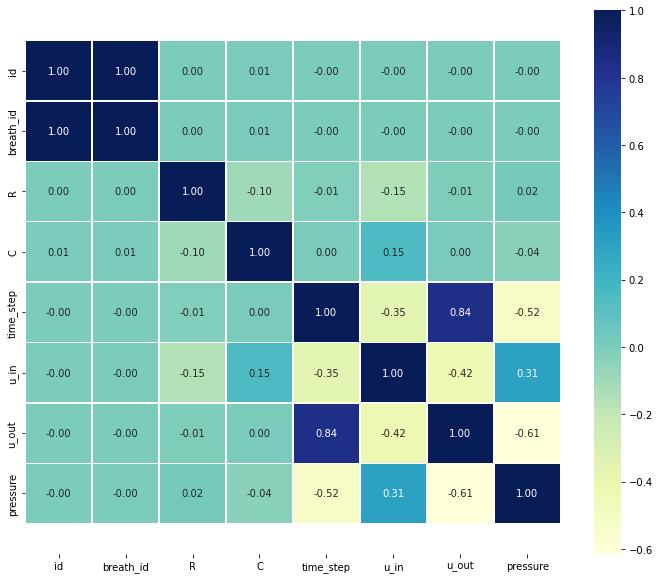 id 1.00 1.00 0.00 0.01 -0.00 -0.00 -0.00 -0.00
breath_id 1.00 1.00 0.00 0.01 -0.00 -0.00 -0.00 -0.00
R 0.00 0.00 1.00 -0.10 -0.01 -0.15 -0.01 0.02
C 0.01 0.01 -0.10 1.00 0.00 0.15 0.00 -0.04
time_step -0.00 -0.00 -0.01 0.00 1.00 -0.35 0.84 -0.52
u_in -0.00 -0.00 -0.15 0.15 -0.35 1.00 -0.42 0.31
u_out -0.00 -0.00 -0.01 0.00 0.84 -0.42 1.00 -0.61
pressure -0.00 -0.00 0.02 -0.04 -0.52 0.31 -0.61 1.00
id breath_id R C time_step u_in u_out pressure
1.0
0.8
0.6
0.4
0.2
0.0
−0.2
−0.4
−0.6